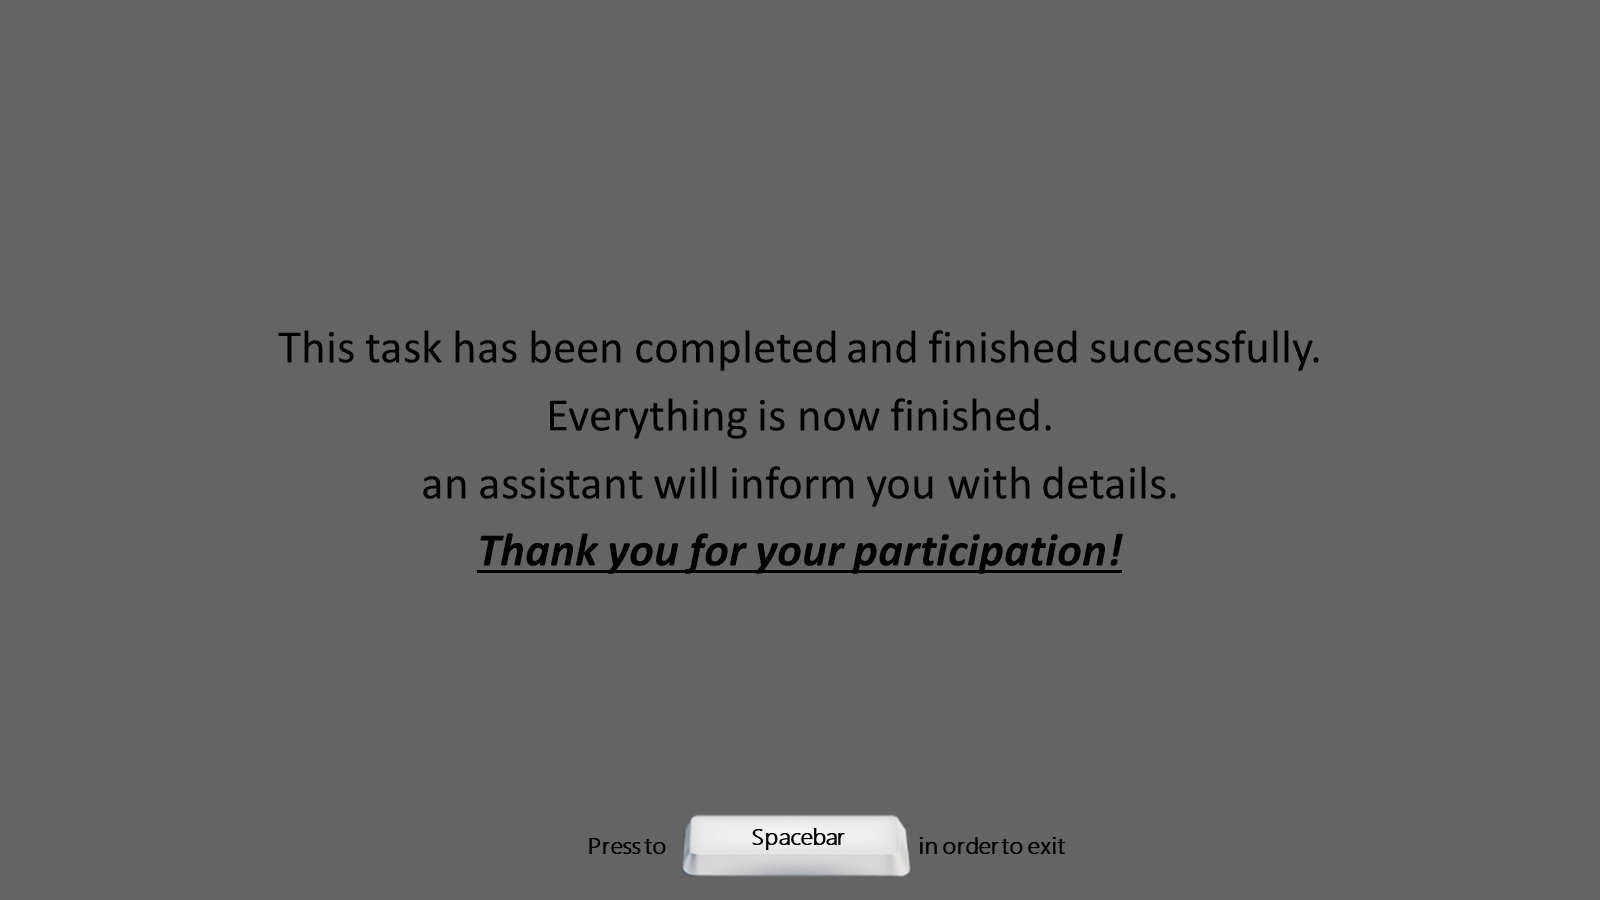 This task has been completed and finished successfully.
Everything is now finished.
an assistant will inform you with details.
Thank you for your participation!
Press to Spacebar in order to exit